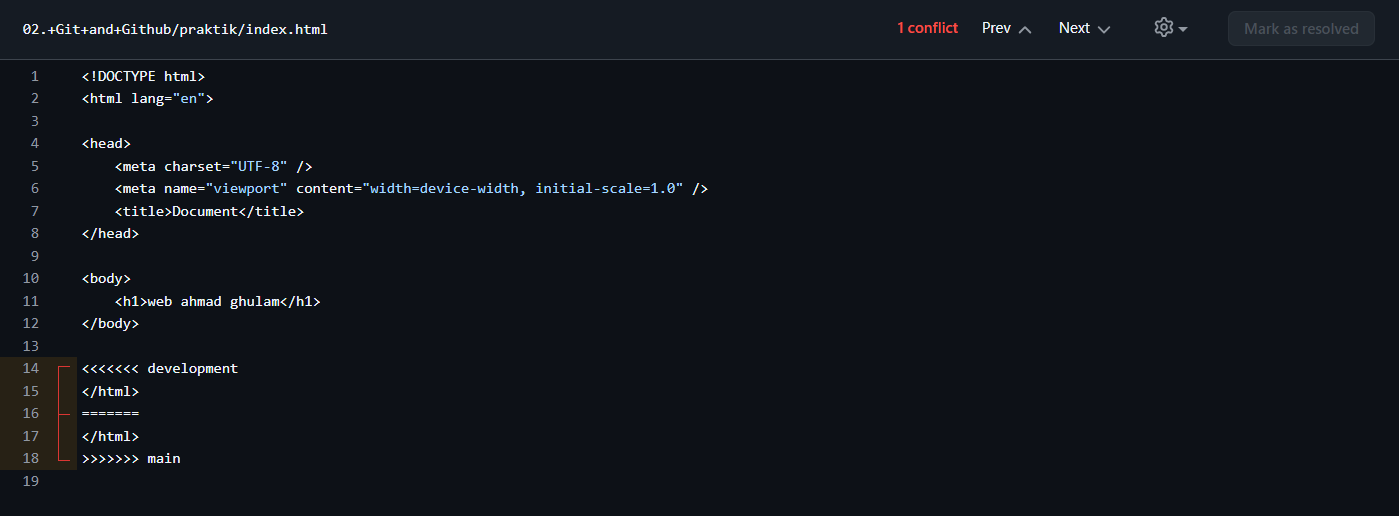 02.+Git+and+Github/praktik/index.html
1 conflict Prev Next Mark as resolved
1 <!DOCTYPE html>
2 <html lang="en">
3
4 <head>
5 <meta charset="UTF-8" />
6 <meta name="viewport" content="width=device-width, initial-scale=1.0" />
7 <title>Document</title>
8 </head>
9
10 <body>
11 <h1>web ahmad ghulam</h1>
12 </body>
13
14 <<<<<<< development
15 </html>
16 =======
17 </html>
18 >>>>>>> main
19